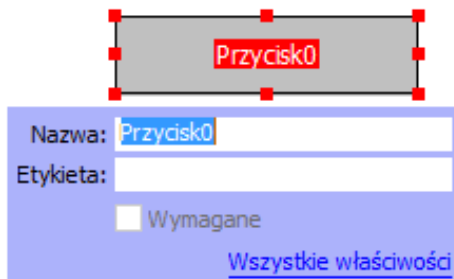 Przycisk0
Nazwa: Przycisk0
Etykieta:
Wymagane
Wszystkie właściwości